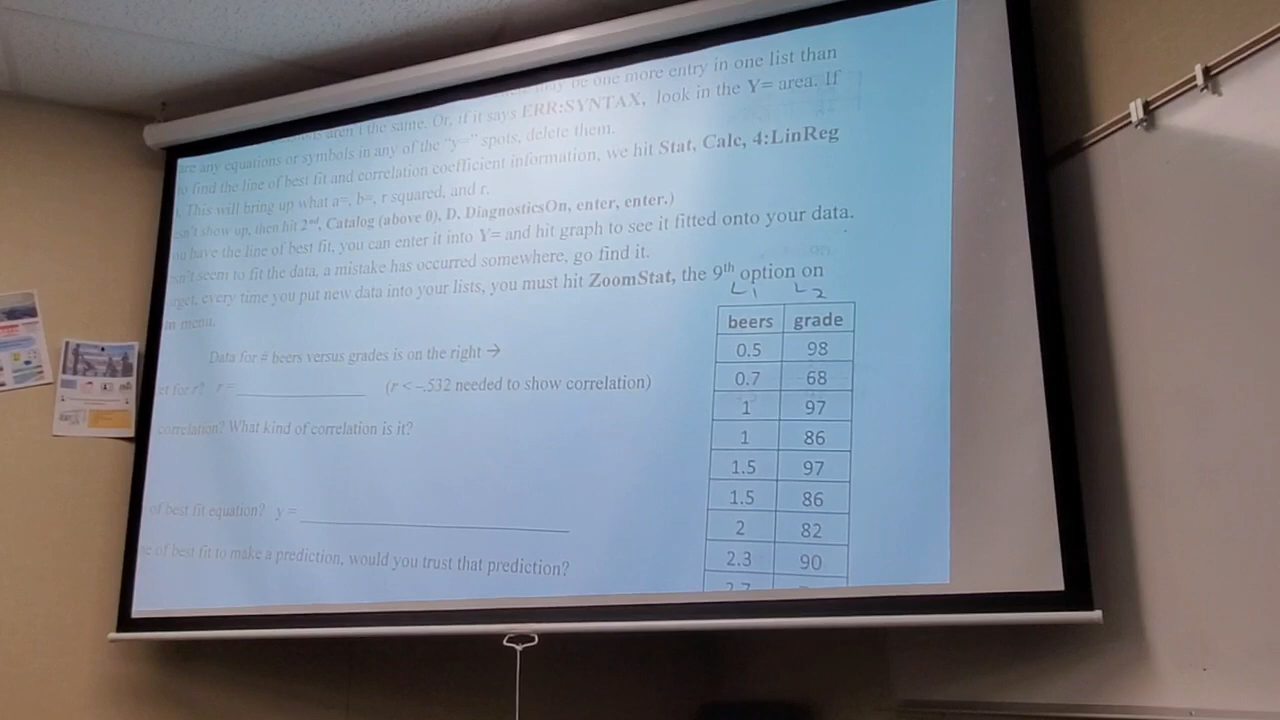 be one more entry in one list than
aren't the same. Or, if it says ERR:SYNTAX, look in the Y= area. If
are any equations or symbols in any of the "y=" spots, delete them.
to find the line of best fit and correlation coefficient information, we hit Stat, Calc, 4:LinReg
This will bring up what a=, b=, r squared, and r.
show up, then hit 2nd, Catalog (above 0), D, DiagnosticsOn, enter, enter.)
have the line of best fit, you can enter it into Y= and hit graph to see it fitted onto your data.
seem to fit the data, a mistake has occurred somewhere, go find it.
every time you put new data into your lists, you must hit ZoomStat, the 9th option on
menu.
L1 L2
beers grade
0.5 98
0.7 68
1 97
1 86
1.5 97
1.5 86
2 82
2.3 90
2.7
Data for # beers versus grades is on the right →
for r? r = ____________ (r < -.532 needed to show correlation)
correlation? What kind of correlation is it?
of best fit equation? y = ____________
of best fit to make a prediction, would you trust that prediction?